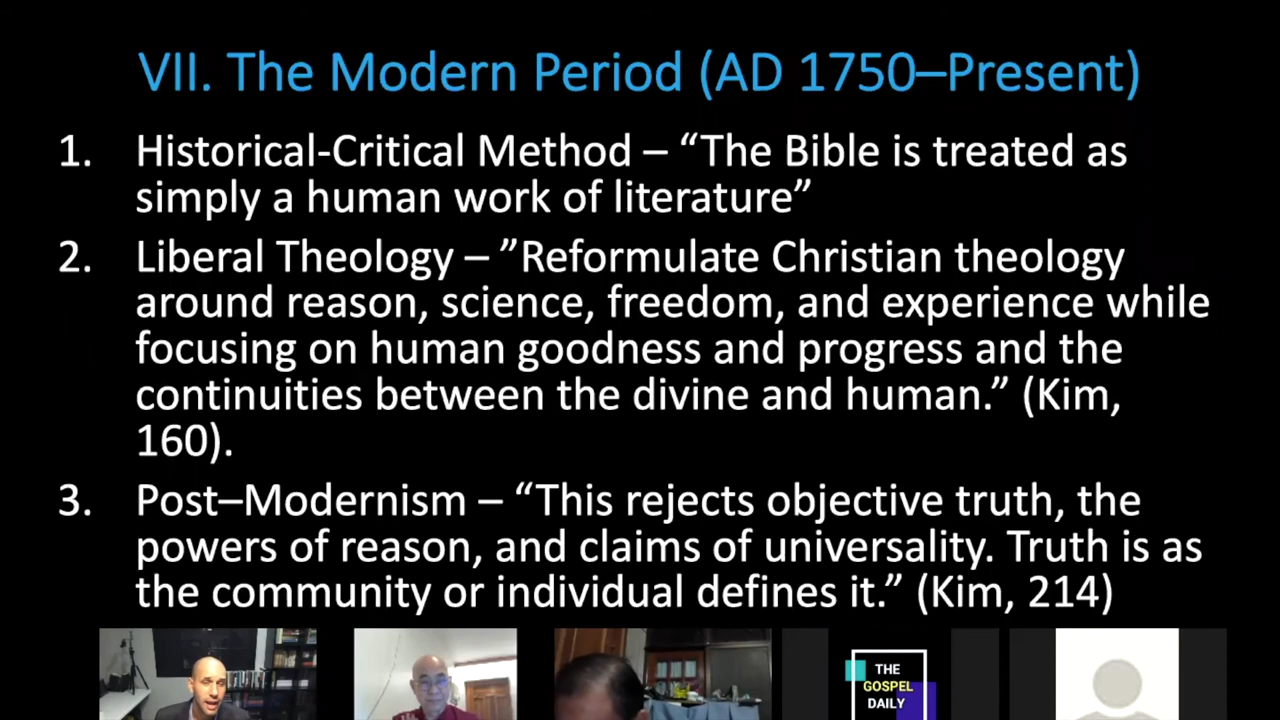 VII. The Modern Period (AD 1750–Present)
1. Historical-Critical Method – “The Bible is treated as
simply a human work of literature”
2. Liberal Theology – ”Reformulate Christian theology
around reason, science, freedom, and experience while
focusing on human goodness and progress and the
continuities between the divine and human.” (Kim,
160).
3. Post–Modernism – “This rejects objective truth, the
powers of reason, and claims of universality. Truth is as
the community or individual defines it.” (Kim, 214)
THE
GOSPEL
DAILY